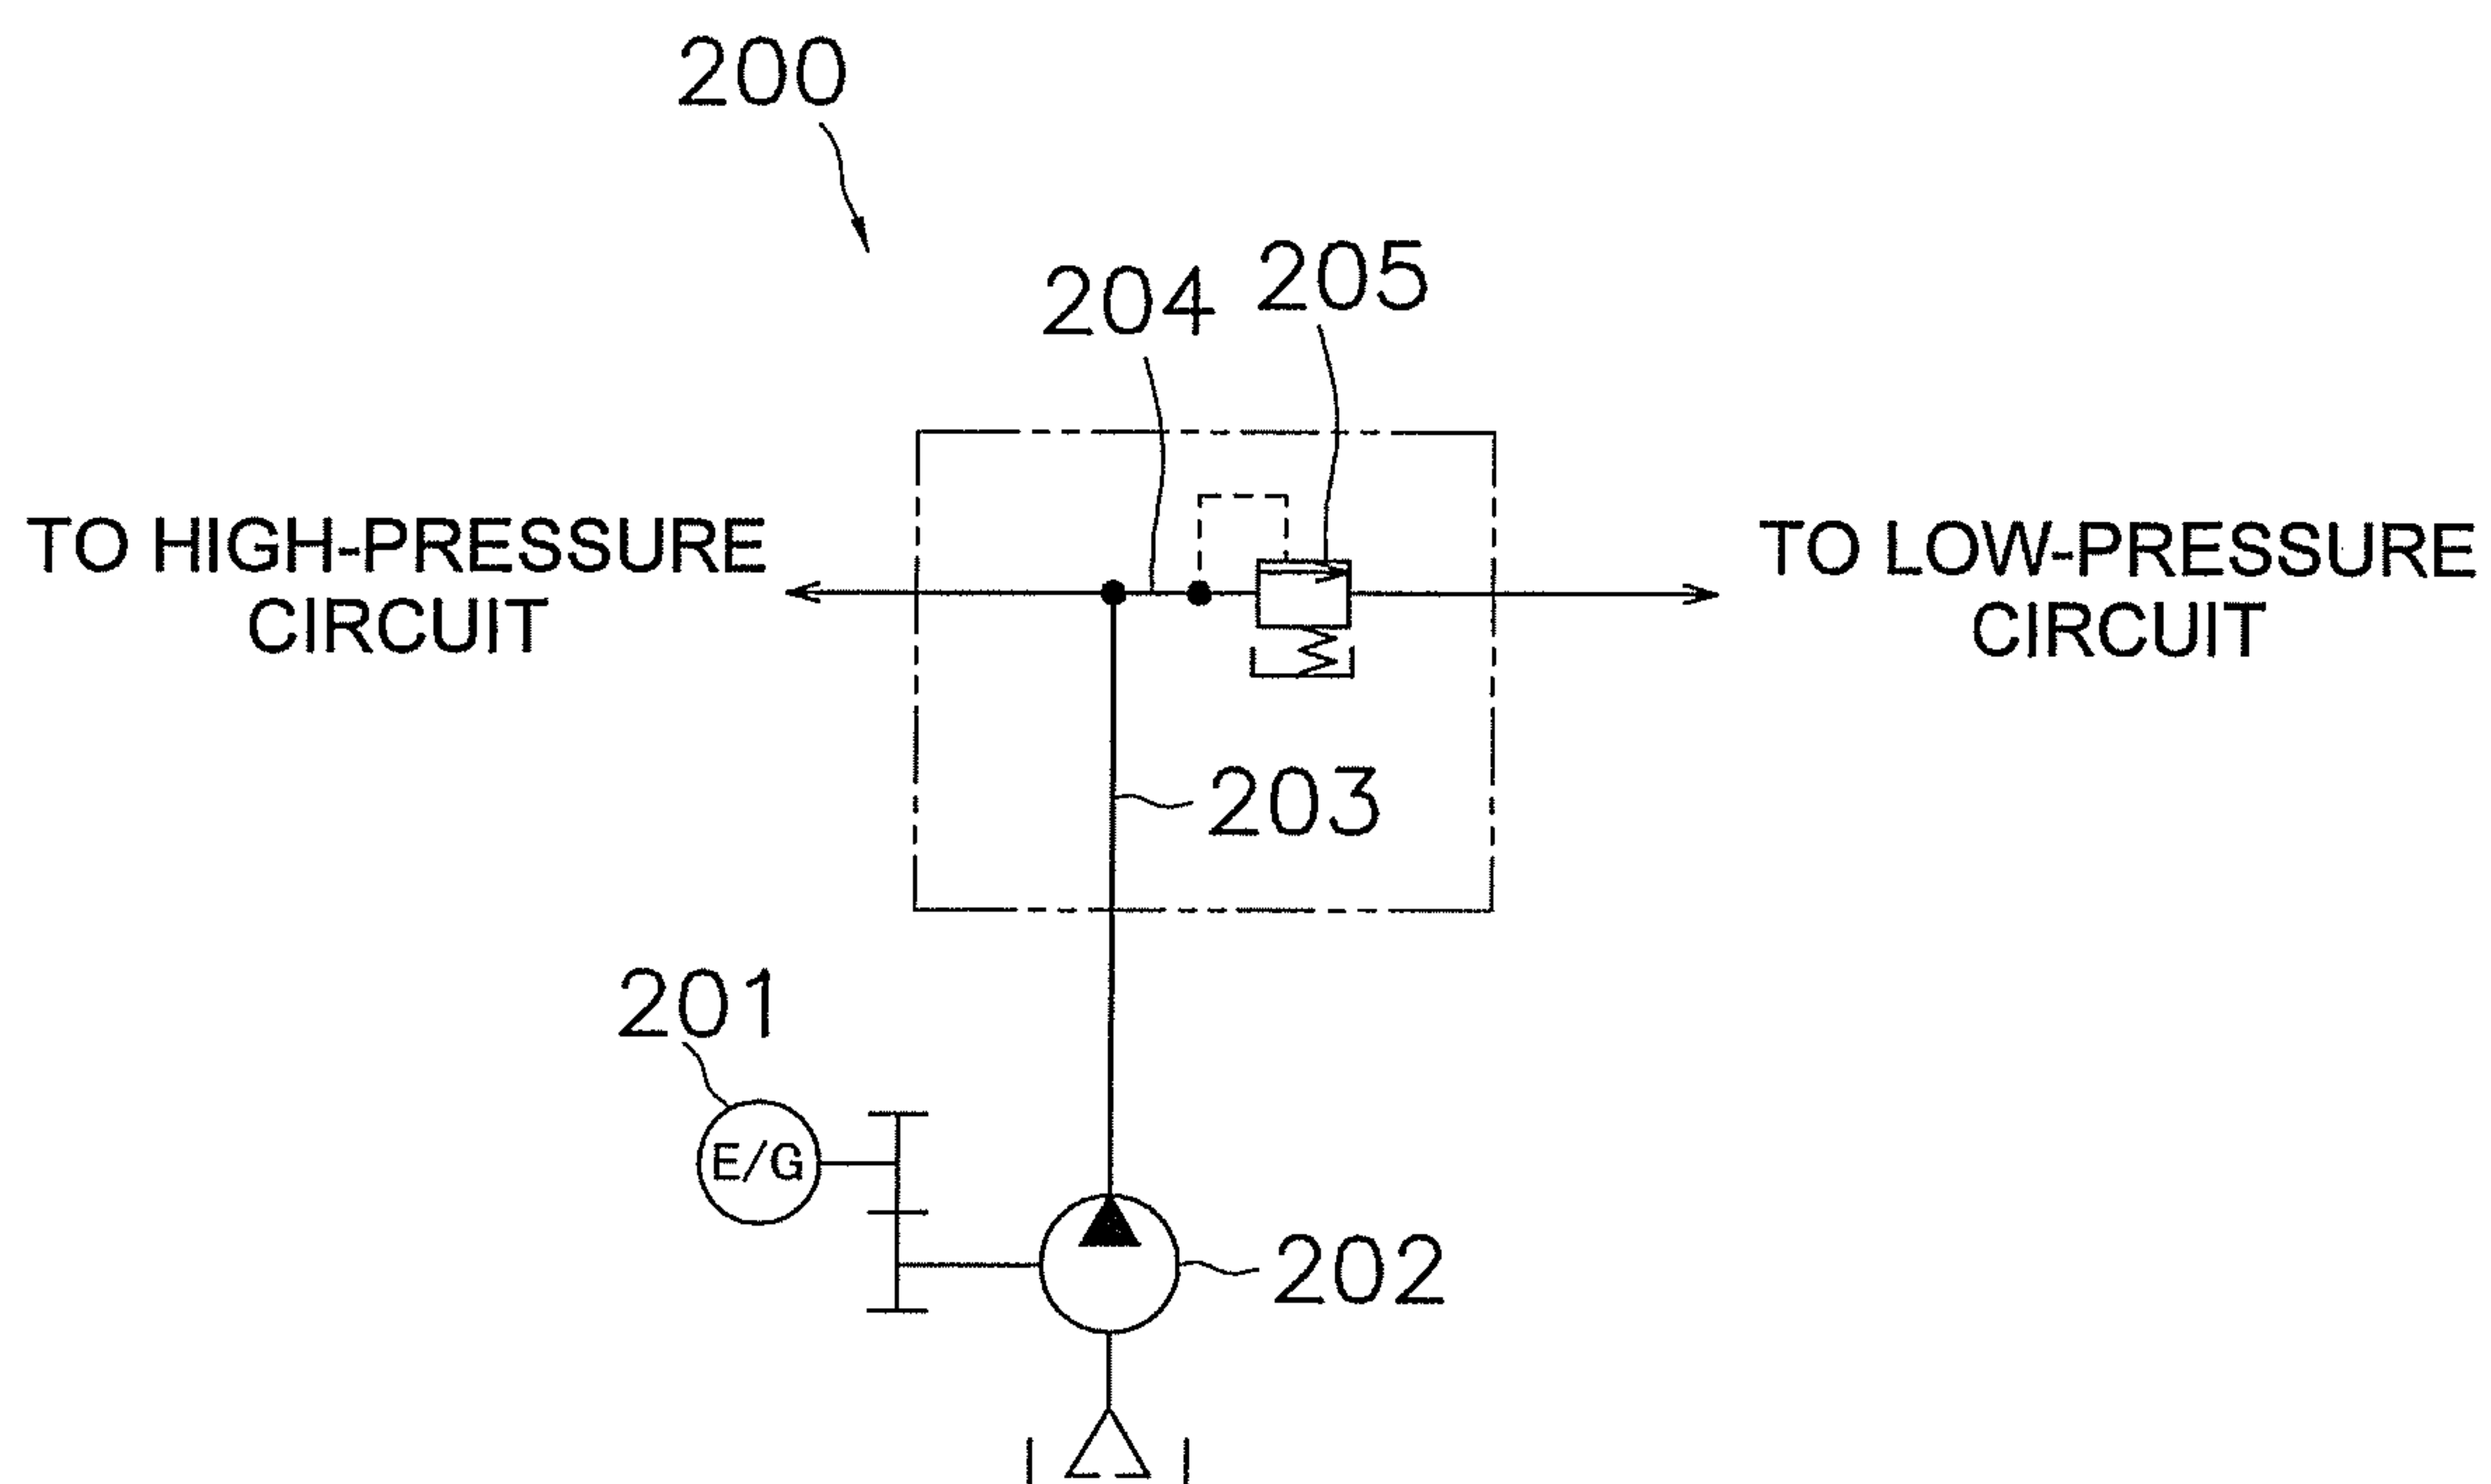 200
204
205
TO HIGH-PRESSURE
CIRCUIT
TO LOW-PRESSURE
CIRCUIT
203
201
E/G
202